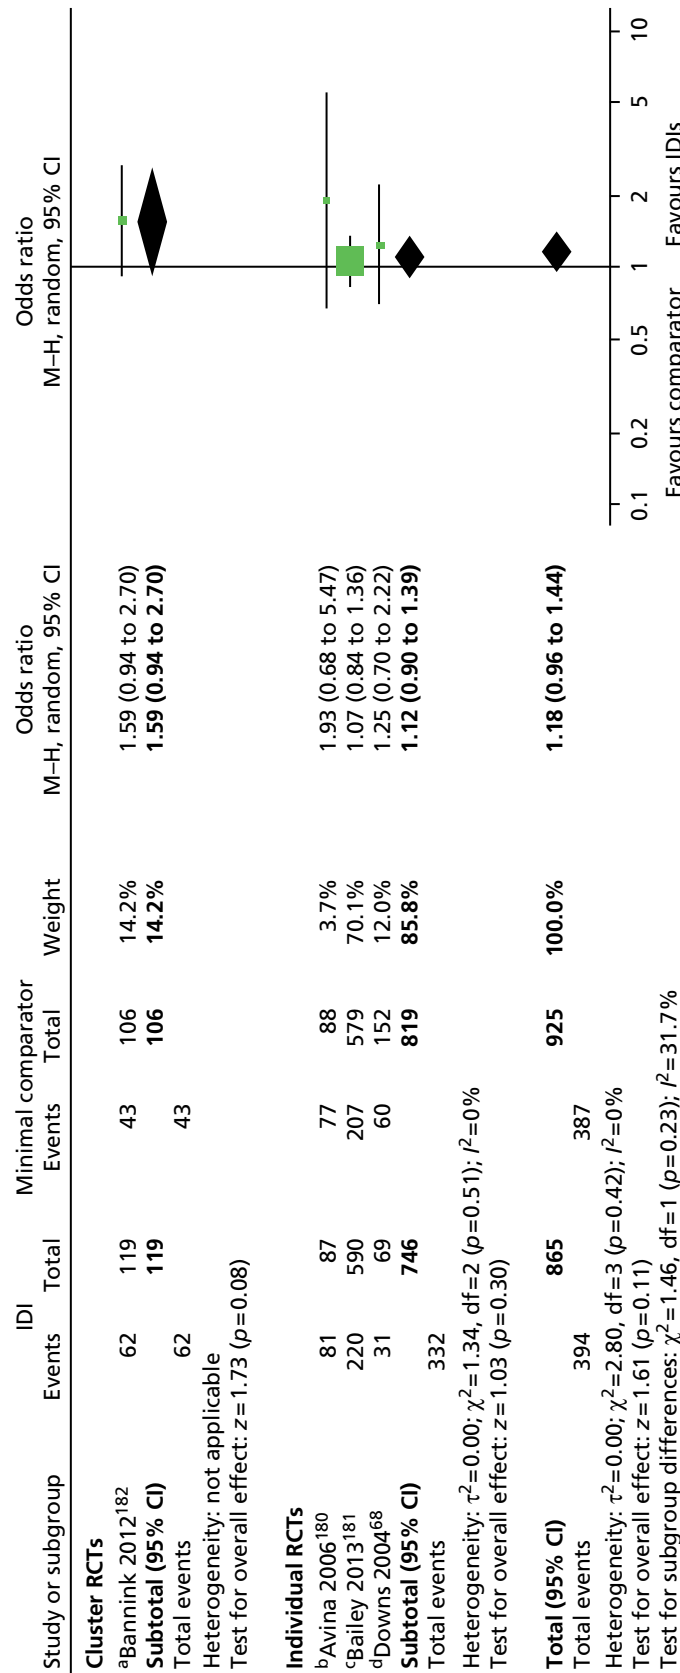 IDI Minimal comparator Odds ratio Odds ratio
Study or subgroup Events Total Events Total Weight M–H, random, 95% CI M–H, random, 95% CI
Cluster RCTs
aBannink 2012182 62 119 43 106 14.2% 1.59 (0.94 to 2.70)
Subtotal (95% CI) 119 106 14.2% 1.59 (0.94 to 2.70)
Total events 62 43
Heterogeneity: not applicable
Test for overall effect: z=1.73 (p=0.08)
Individual RCTs
bAvina 2006180 81 87 77 88 3.7% 1.93 (0.68 to 5.47)
cBailey 2013181 220 590 207 579 70.1% 1.07 (0.84 to 1.36)
dDowns 200468 31 69 60 152 12.0% 1.25 (0.70 to 2.22)
Subtotal (95% CI) 746 819 85.8% 1.12 (0.90 to 1.39)
Total events 332
Heterogeneity: τ2=0.00; χ2=1.34, df=2 (p=0.51); I2=0%
Test for overall effect: z=1.03 (p=0.30)
Total (95% CI) 865 925 100.0% 1.18 (0.96 to 1.44)
Total events 394 387
Heterogeneity: τ2=0.00; χ2=2.80, df=3 (p=0.42); I2=0%
Test for overall effect: z=1.61 (p=0.11)
Test for subgroup differences: χ2=1.46, df=1 (p=0.23); I2=31.7%
0.1 0.2 0.5 1 2 5 10
Favours comparator Favours IDIs